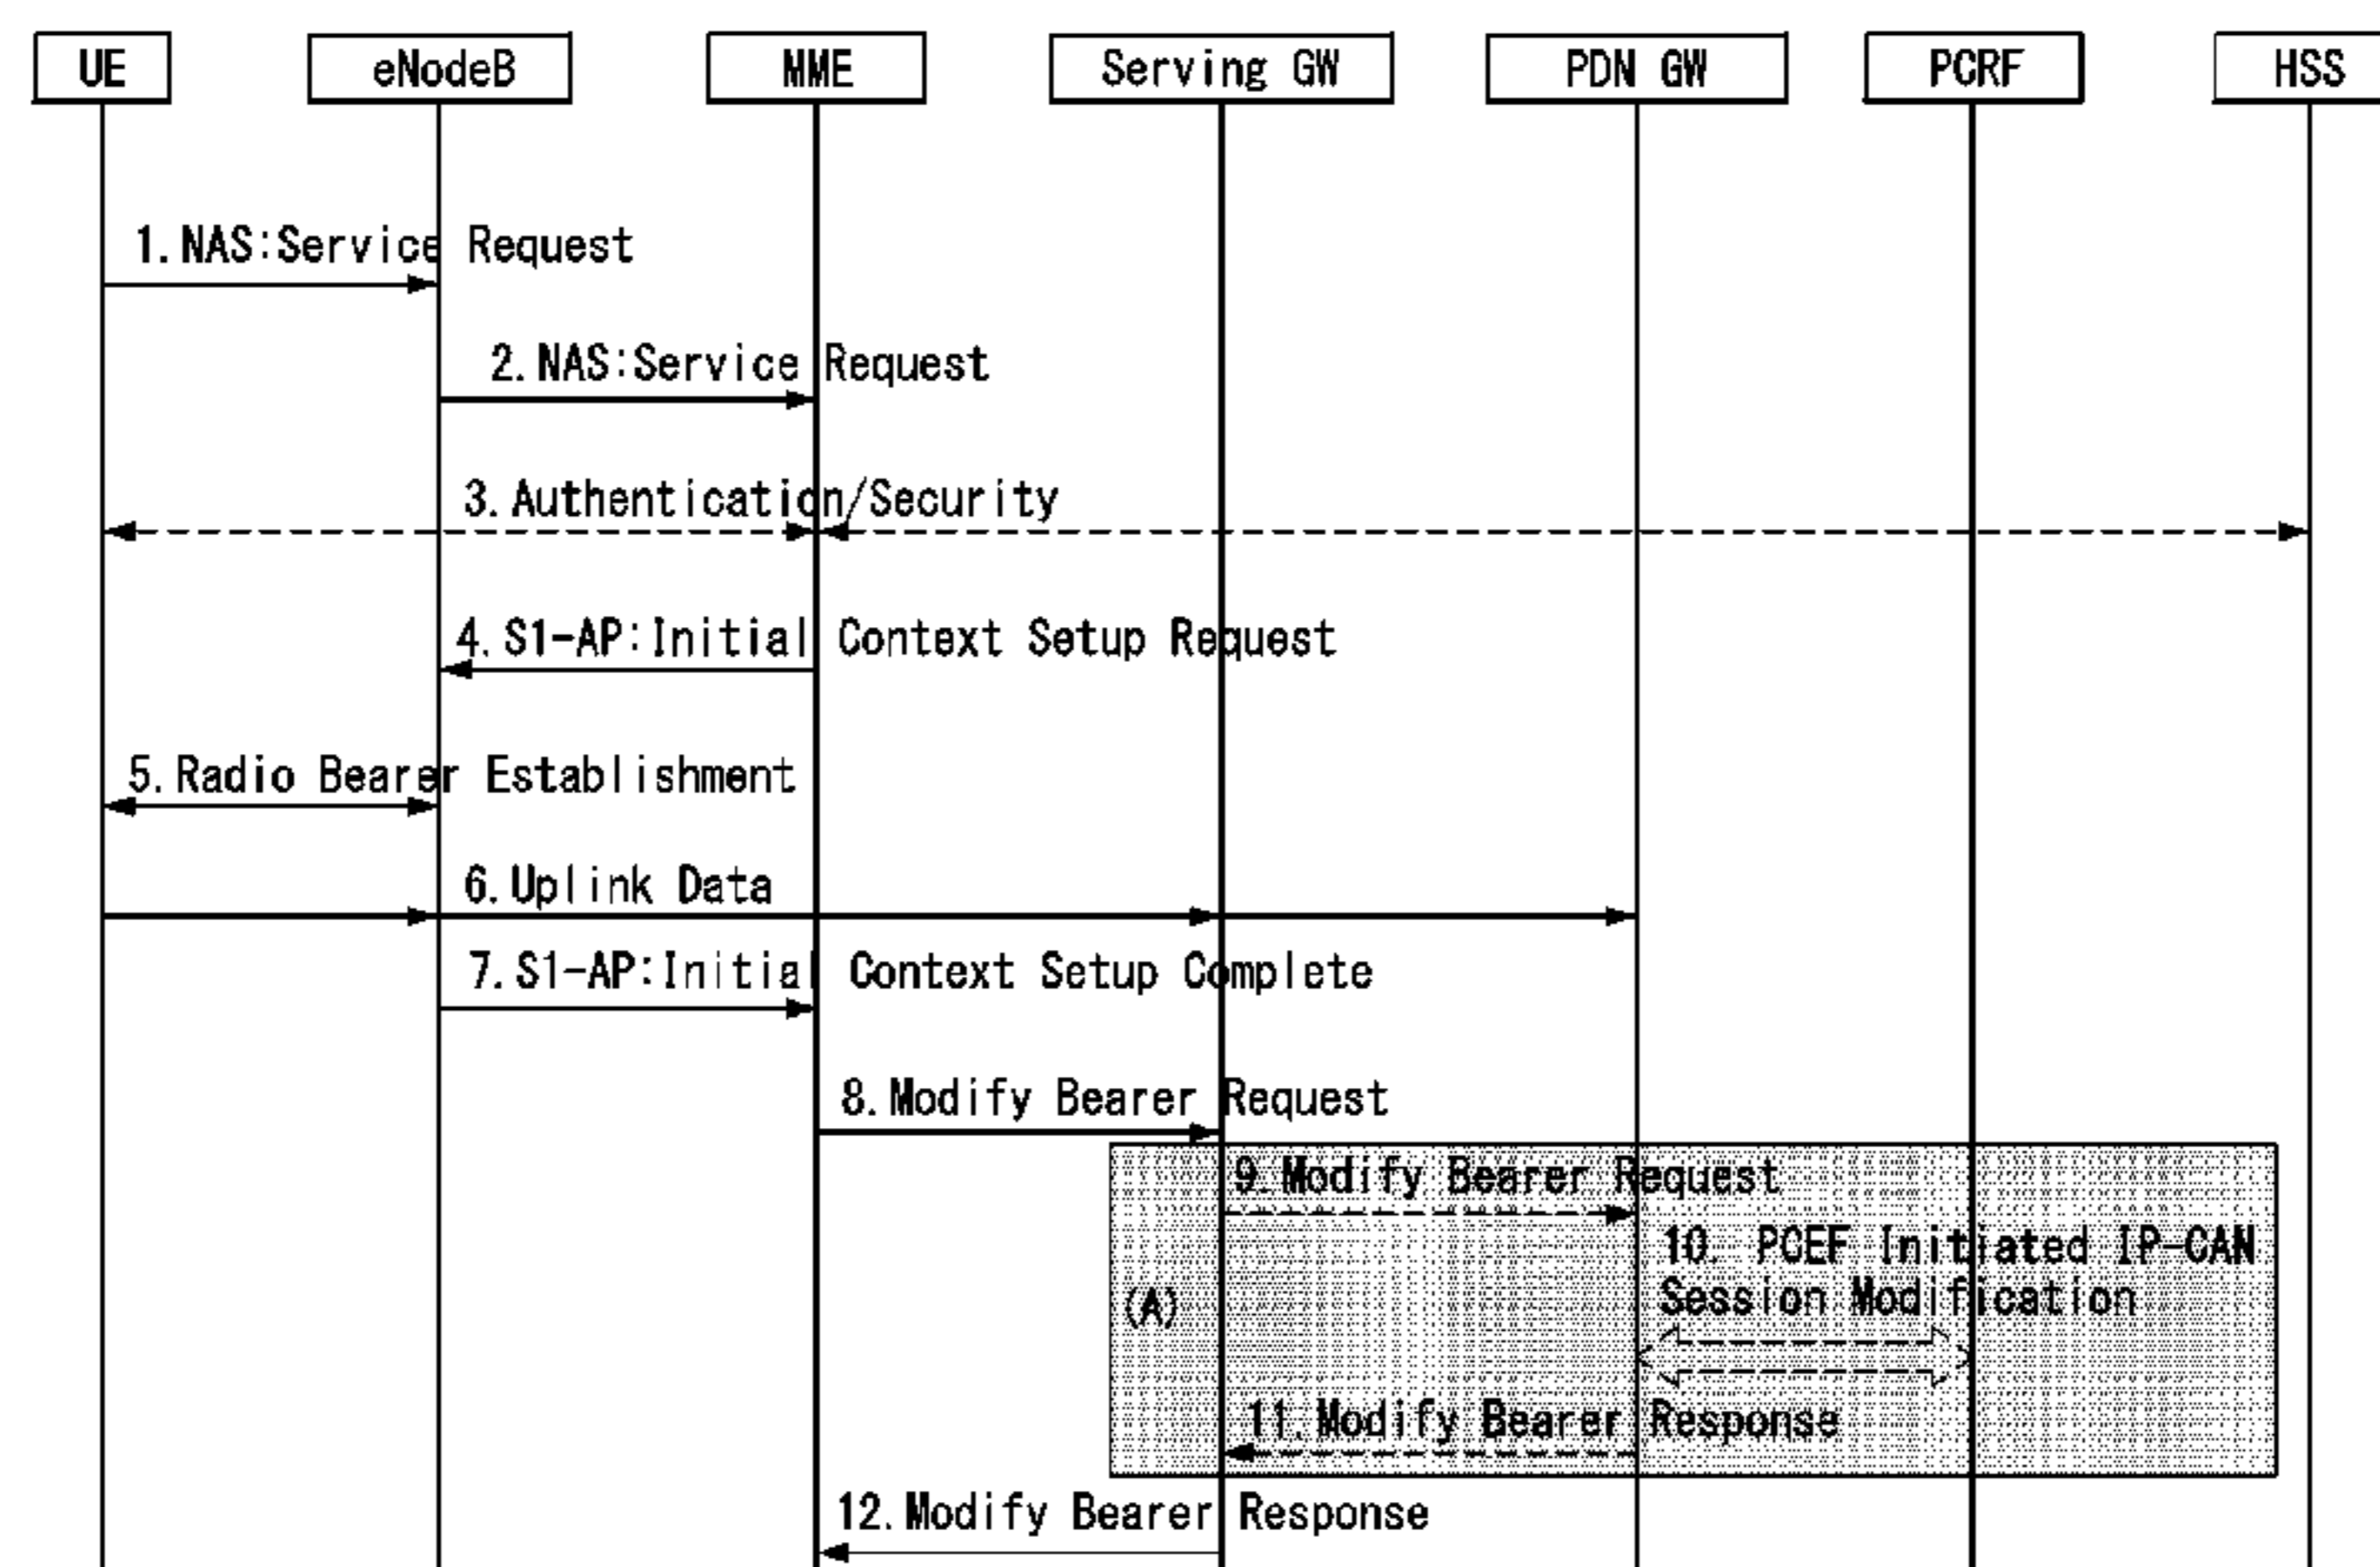 UE eNodeB MME Serving GW PDN GW PCRF HSS
1.NAS:Service Request
2.NAS:Service Request
3.Authentication/Security
4.S1-AP:Initial Context Setup Request
5.Radio Bearer Establishment
6.Uplink Data
7.S1-AP:Initial Context Setup Complete
8.Modify Bearer Request
9.Modify Bearer Request
10. PCEF Initiated IP-CAN
Session Modification
(A)
11.Modify Bearer Response
12.Modify Bearer Response